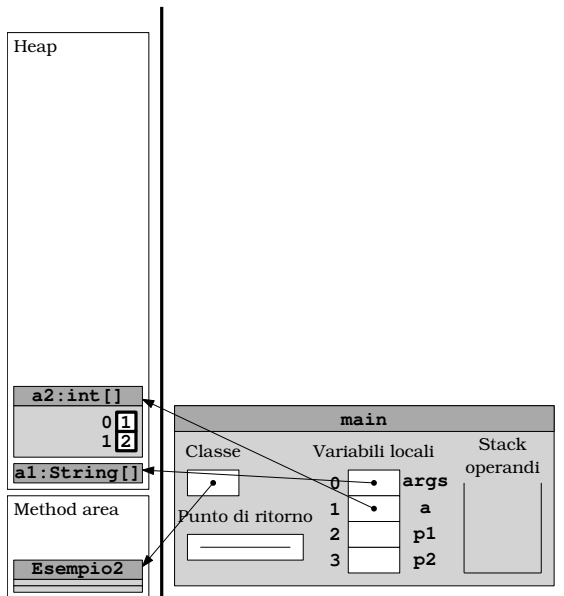 Heap
a2:int[]
0 1
1 2
a1:String[]
Method area
Esempio2
main
Classe
Variabili locali
Stack
operandi
0 args
Punto di ritorno
1 a
2 p1
3 p2